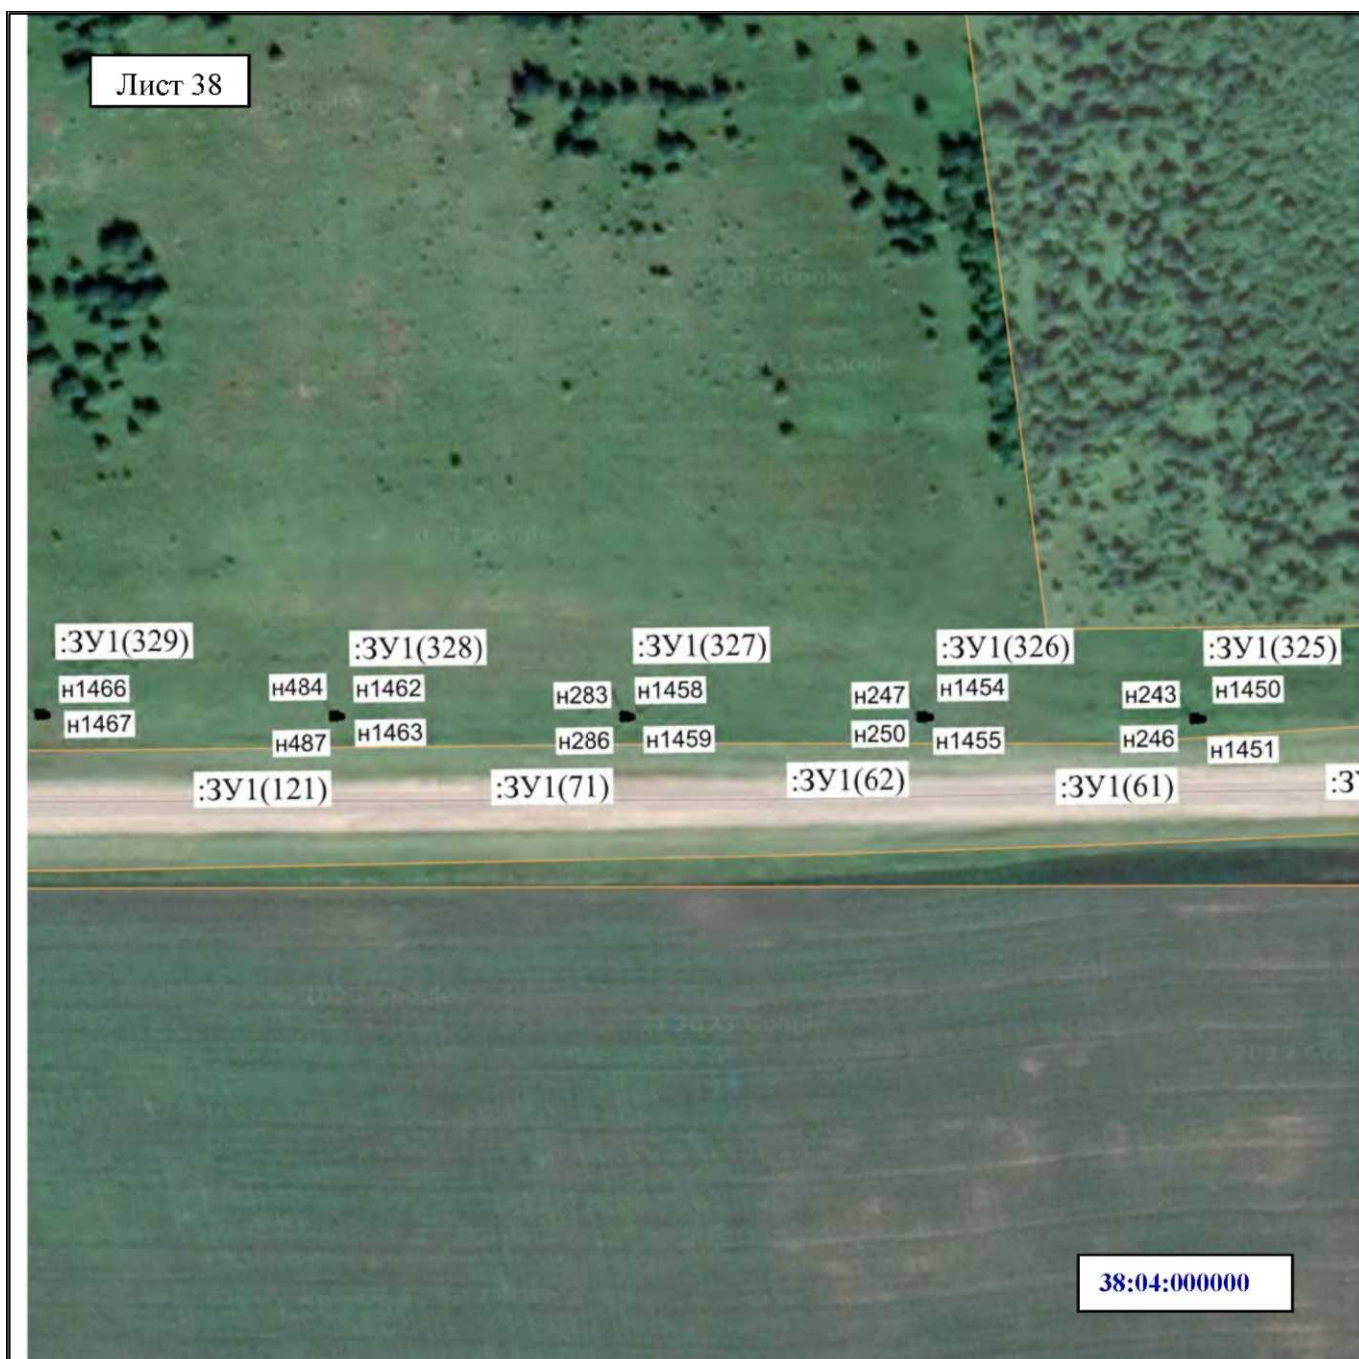 Лист 38
:ЗУ1(329)
:ЗУ1(328)
:ЗУ1(327)
:ЗУ1(326)
:ЗУ1(325)
н1466
н484
н1462
н283
н1458
н247
н1454
н243
н1450
н1467
н487
н1463
н286
н1459
н250
н1455
н246
н1451
:ЗУ1(121)
:ЗУ1(71)
:ЗУ1(62)
:ЗУ1(61)
:ЗУ
38:04:000000